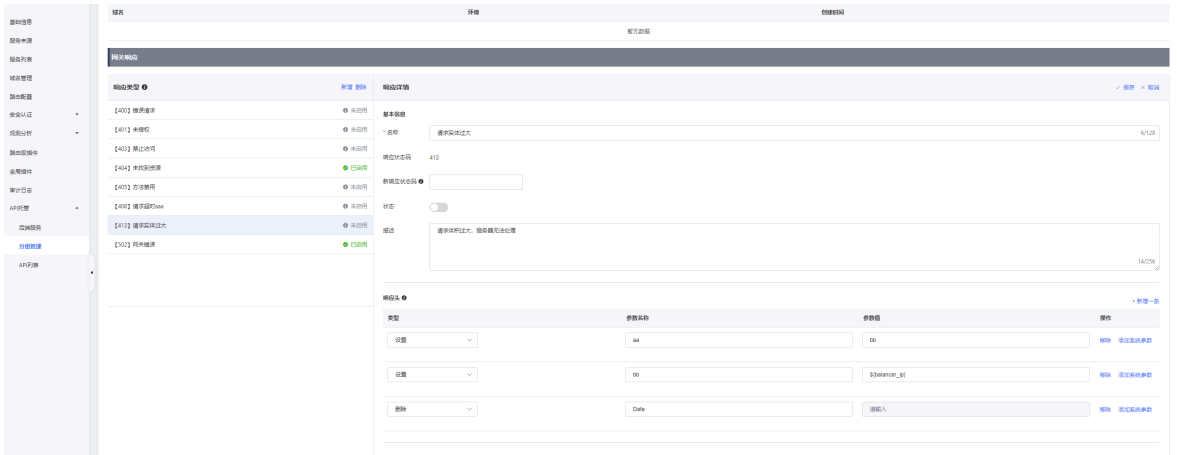 基础信息
服务来源
服务列表
域名管理
路由配置
安全认证
观测分析
路由级插件
全局插件
审计日志
API托管
后端服务
分组管理
API列表
域名 环境 创建时间
暂无数据
网关响应
响应类型 新增 删除
【400】错误请求 未启用
【401】未授权 未启用
【403】禁止访问 未启用
【404】未找到资源 已启用
【405】方法禁用 未启用
【408】请求超时aaa 未启用
【413】请求实体过大 未启用
【502】网关错误 已启用
响应详情 保存 取消
基本信息
* 名称 请求实体过大 6/128
响应状态码 413
新响应状态码
状态
描述 请求体积过大，服务器无法处理
14/256
响应头 + 新增一条
类型 参数名称 参数值 操作
设置 aa bb 移除 添加系统参数
设置 bb ${balancer_ip} 移除 添加系统参数
删除 Date 请输入 移除 添加系统参数